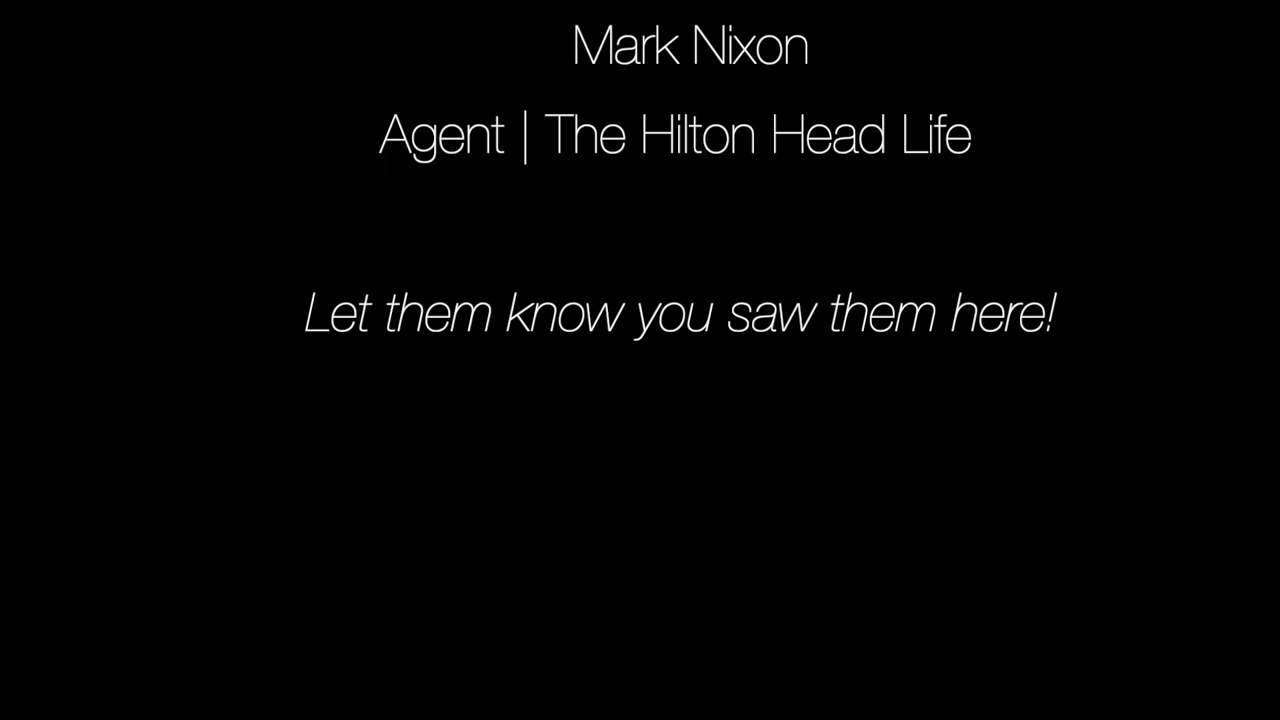 Mark Nixon
Agent | The Hilton Head Life
Let them know you saw them here!